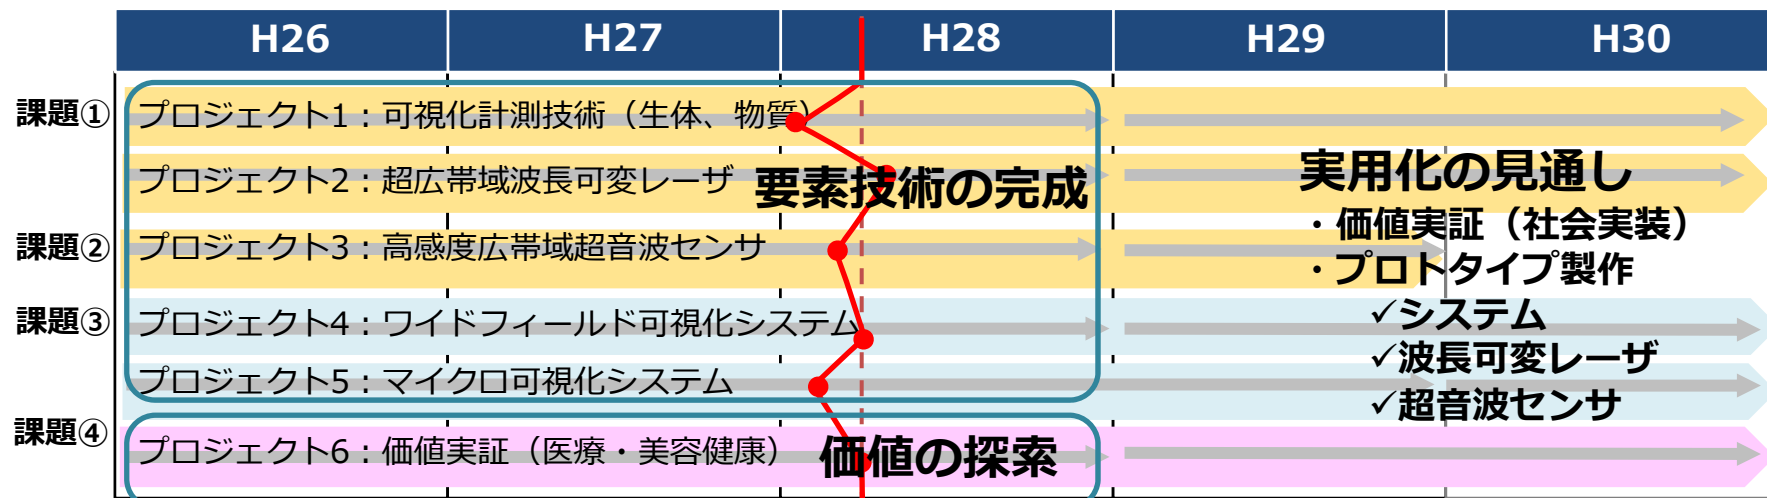 H26 H27 H28 H29 H30
課題①
プロジェクト1：可視化計測技術（生体、物質）
プロジェクト2：超広帯域波長可変レーザ
要素技術の完成
実用化の見通し
・価値実証（社会実装）
・プロトタイプ製作
✓システム
✓波長可変レーザ
✓超音波センサ
課題②
プロジェクト3：高感度広帯域超音波センサ
課題③
プロジェクト4：ワイドフィールド可視化システム
プロジェクト5：マイクロ可視化システム
課題④
プロジェクト6：価値実証（医療・美容健康）
価値の探索